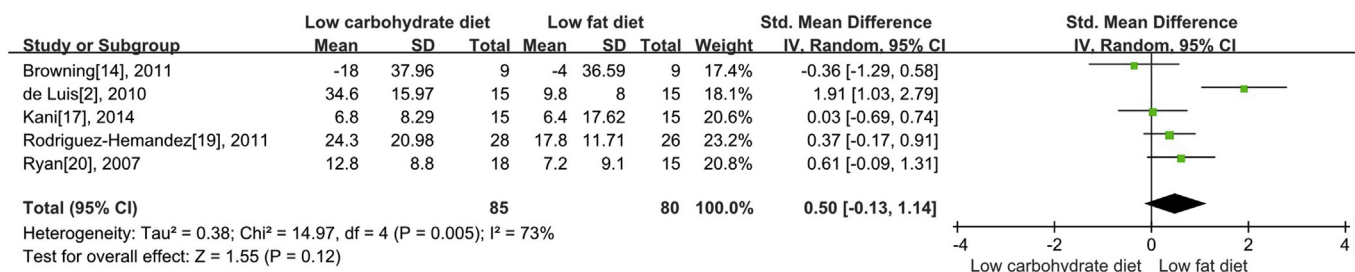 Low carbohydrate diet Low fat diet Std. Mean Difference Std. Mean Difference
Study or Subgroup Mean SD Total Mean SD Total Weight IV, Random, 95% CI IV, Random, 95% CI
Browning[14], 2011 -18 37.96 9 -4 36.59 9 17.4% -0.36 [-1.29, 0.58]
de Luis[2], 2010 34.6 15.97 15 9.8 8 15 18.1% 1.91 [1.03, 2.79]
Kani[17], 2014 6.8 8.29 15 6.4 17.62 15 20.6% 0.03 [-0.69, 0.74]
Rodriguez-Hemandez[19], 2011 24.3 20.98 28 17.8 11.71 26 23.2% 0.37 [-0.17, 0.91]
Ryan[20], 2007 12.8 8.8 18 7.2 9.1 15 20.8% 0.61 [-0.09, 1.31]
Total (95% CI) 85 80 100.0% 0.50 [-0.13, 1.14]
Heterogeneity: Tau² = 0.38; Chi² = 14.97, df = 4 (P = 0.005); I² = 73%
Test for overall effect: Z = 1.55 (P = 0.12)
-4 -2 0 2 4
Low carbohydrate diet Low fat diet